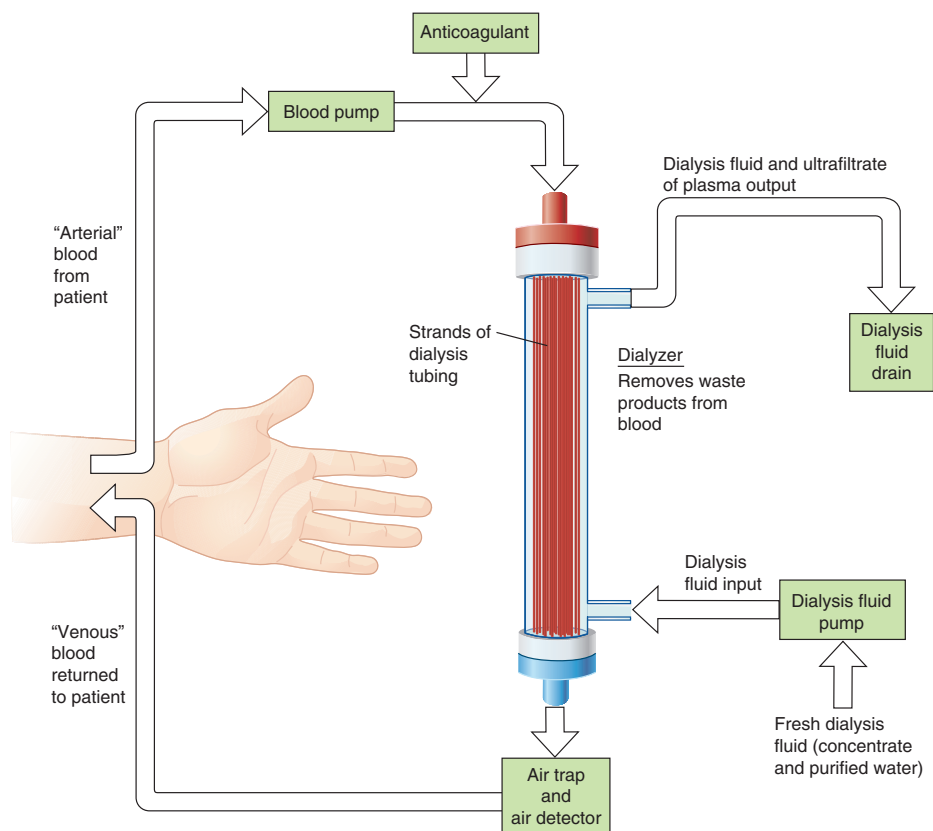 Anticoagulant
Blood pump
Dialysis fluid and ultrafiltrate
of plasma output
“Arterial”
blood
from
patient
Strands of
dialysis
tubing
Dialyzer
Removes waste
products from
blood
Dialysis
fluid
drain
Dialysis
fluid input
Dialysis fluid
pump
“Venous”
blood
returned
to patient
Fresh dialysis
fluid (concentrate
and purified water)
Air trap
and
air detector